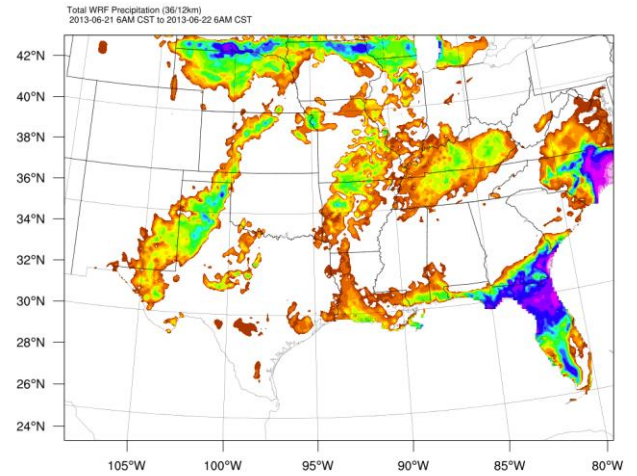 Total WRF Precipitation (36/12km)
2013-06-21 6AM CST to 2013-06-22 6AM CST
42°N
40°N
38°N
36°N
34°N
32°N
30°N
28°N
26°N
24°N
105°W 100°W 95°W 90°W 85°W 80°W